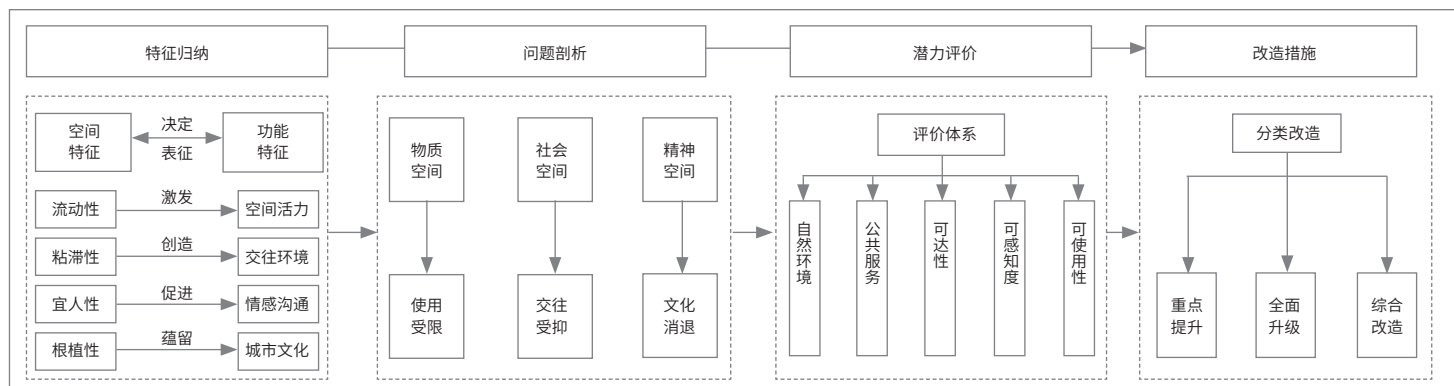 特征归纳
问题剖析
潜力评价
改造措施
空间
特征
决定
表征
功能
特征
流动性
激发
空间活力
粘滞性
创造
交往环境
宜人性
促进
情感沟通
根植性
蕴留
城市文化
物质
空间
社会
空间
精神
空间
使用
受限
交往
受抑
文化
消退
评价体系
自然环境
公共服务
可达性
可感知度
可使用性
分类改造
重点
提升
全面
升级
综合
改造